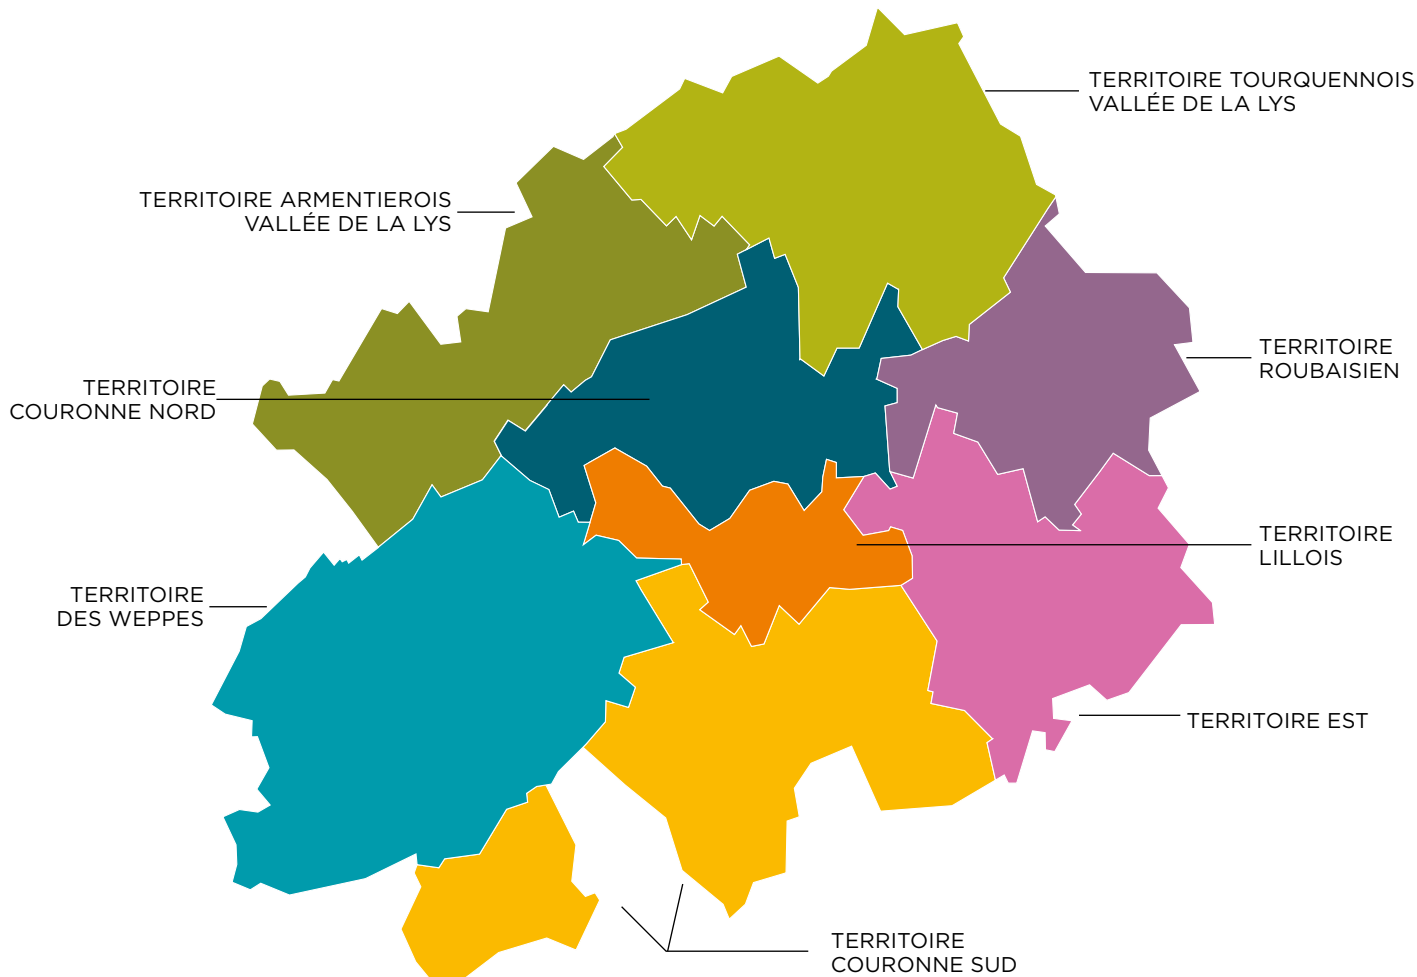 TERRITOIRE TOURQUENNOIS
VALLÉE DE LA LYS
TERRITOIRE ARMENTIEROIS
VALLÉE DE LA LYS
TERRITOIRE
ROUBAISIEN
TERRITOIRE
COURONNE NORD
TERRITOIRE
LILLOIS
TERRITOIRE
DES WEPPES
TERRITOIRE EST
TERRITOIRE
COURONNE SUD